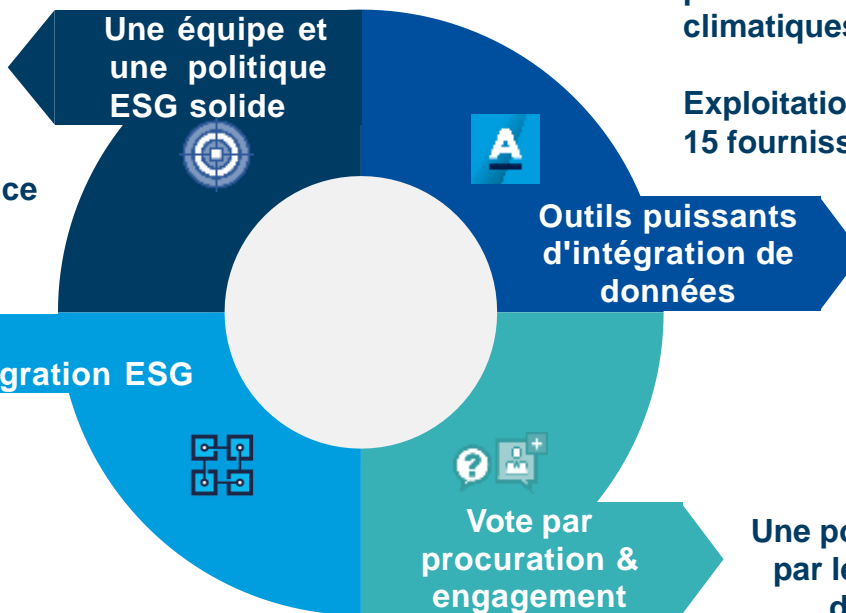 climatiques
Une équipe et
une politique
ESG solide
Exploitatio
15 fourniss
A
ce
Outils puissants
d'intégration de
données
gration ESG
?
+
Vote par
procuration &
engagement
Une po
par le
d